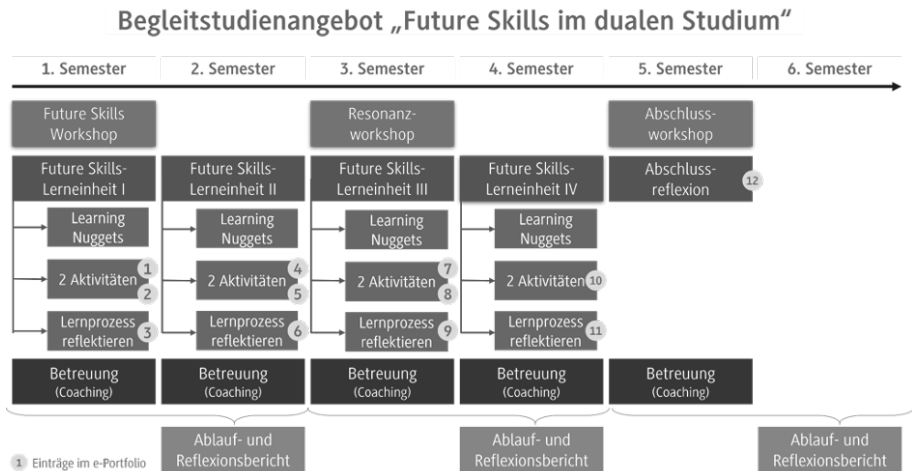 Begleitstudienangebot „Future Skills im dualen Studium“
1. Semester
2. Semester
3. Semester
4. Semester
5. Semester
6. Semester
Future Skills
Workshop
Resonanz-
workshop
Abschluss-
workshop
Future Skills-
Lerneinheit I
Future Skills-
Lerneinheit II
Future Skills-
Lerneinheit III
Future Skills-
Lerneinheit IV
Abschluss-
reflexion
12
Learning
Nuggets
Learning
Nuggets
Learning
Nuggets
Learning
Nuggets
2 Aktivitäten
1
2
2 Aktivitäten
4
5
2 Aktivitäten
7
8
2 Aktivitäten
10
Lernprozess
reflektieren
3
Lernprozess
reflektieren
6
Lernprozess
reflektieren
9
Lernprozess
reflektieren
11
Betreuung
(Coaching)
Betreuung
(Coaching)
Betreuung
(Coaching)
Betreuung
(Coaching)
Betreuung
(Coaching)
Ablauf- und
Reflexionsbericht
Ablauf- und
Reflexionsbericht
Ablauf- und
Reflexionsbericht
1 Einträge im e-Portfolio